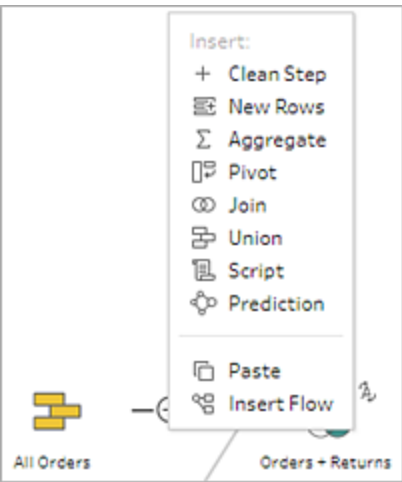 Insert:
Clean Step
New Rows
Aggregate
Pivot
Join
Union
Script
Prediction
Paste
Insert Flow
All Orders
Orders + Returns